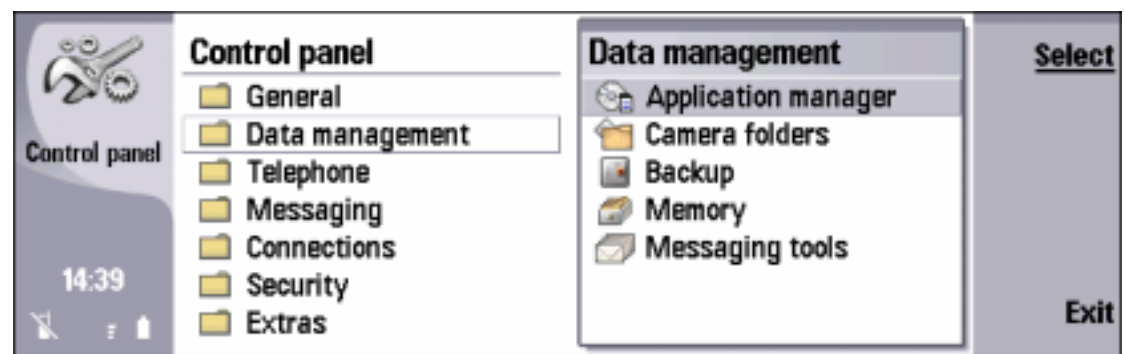 Control panel
14:39
Control panel
General
Data management
Telephone
Messaging
Connections
Security
Extras
Data management
Application manager
Camera folders
Backup
Memory
Messaging tools
Select
Exit